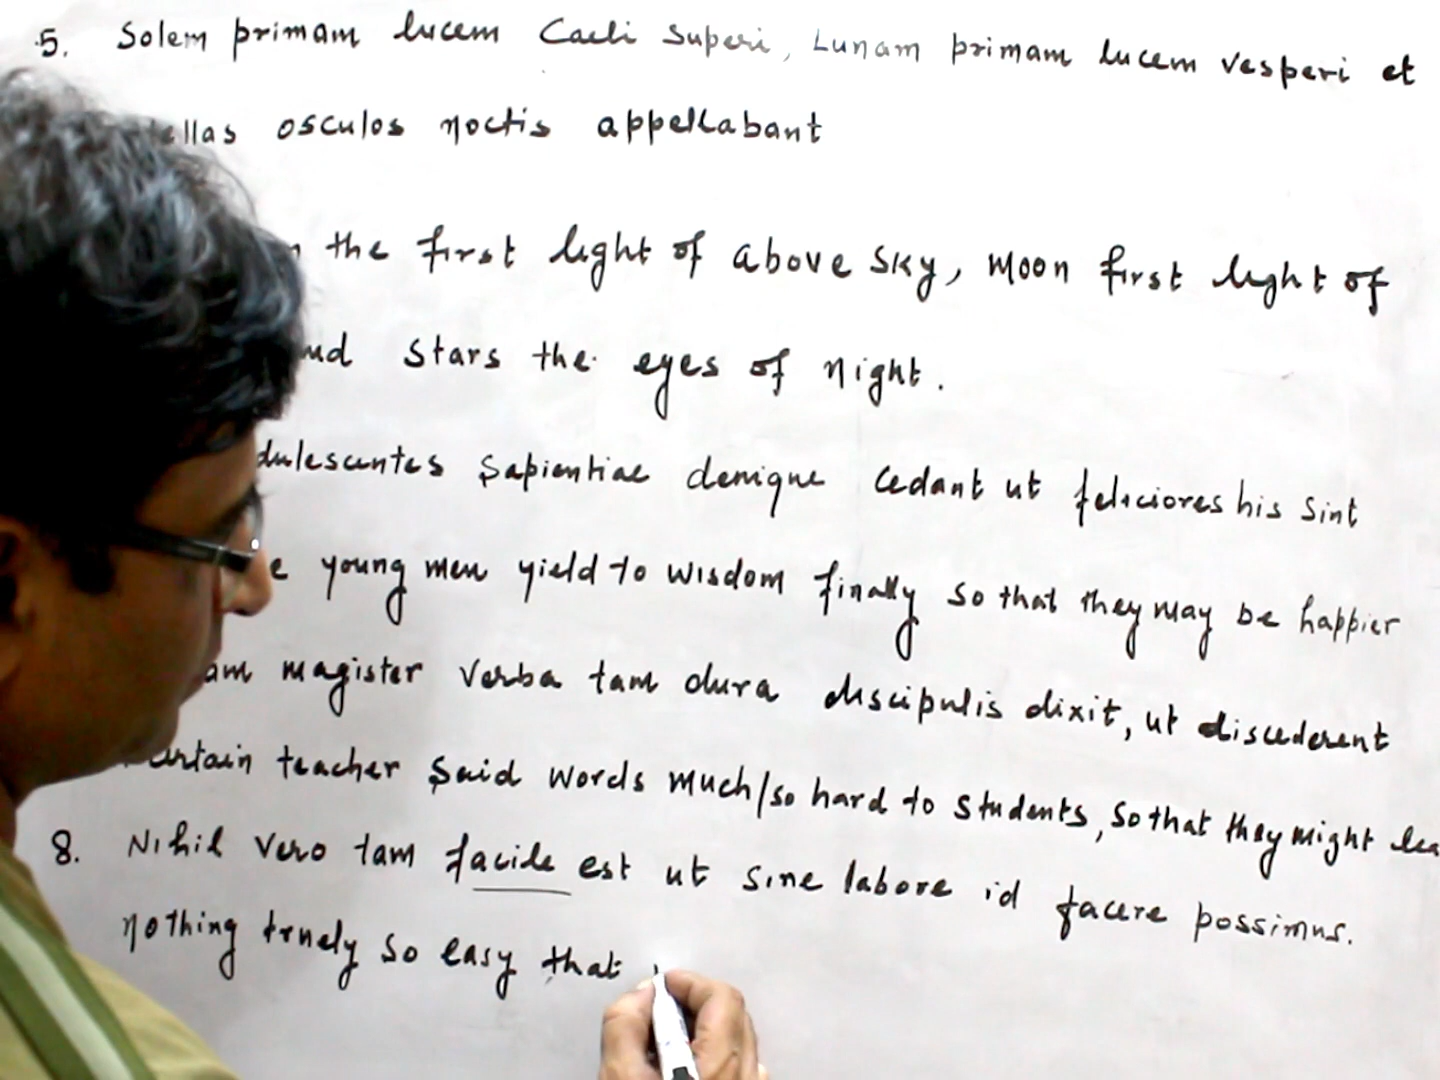 5. Solem primam lucem Caeli superi, Lunam primam lucem vesperi et
stellas osculos noctis appellabant
the first light of above sky, moon first light of
and stars the eyes of night.
dulescentes sapientiae denique cedant ut feliciores his sint
young men yield to wisdom finally so that they may be happier
magister verba tam dura discipulis dixit, ut discederent
teacher said words much/so hard to students, so that they might lea
8. Nihil vero tam facile est ut sine labore id facere possimus.
nothing truely so easy that